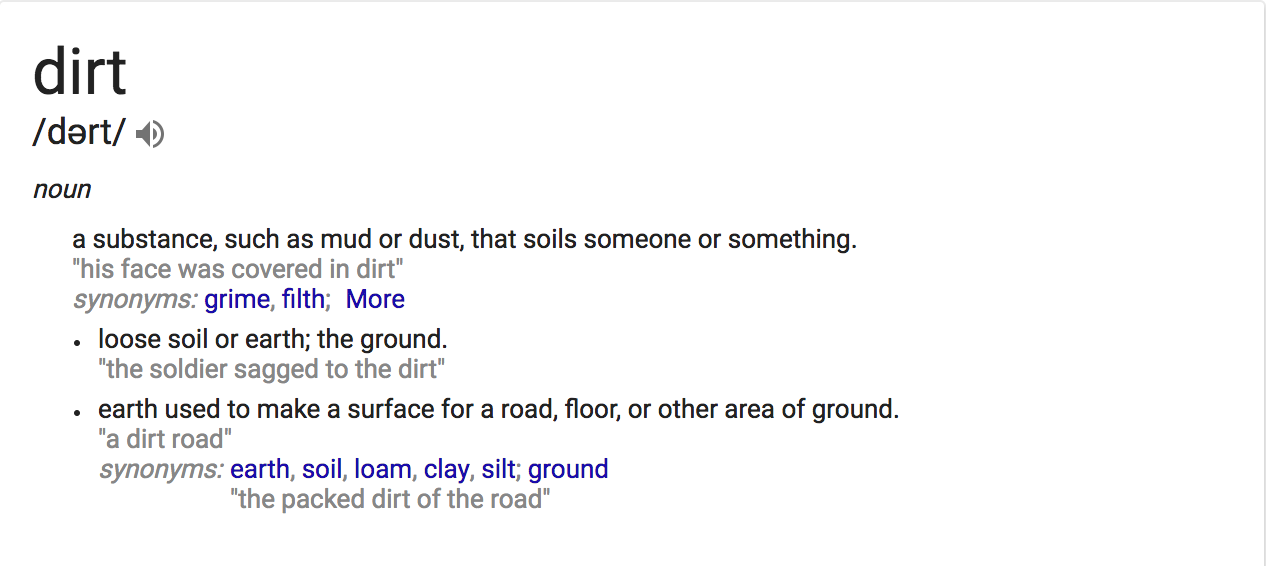 dirt
/dərt/
noun
a substance, such as mud or dust, that soils someone or something.
"his face was covered in dirt"
synonyms: grime, filth; More
• loose soil or earth; the ground.
"the soldier sagged to the dirt"
• earth used to make a surface for a road, floor, or other area of ground.
"a dirt road"
synonyms: earth, soil, loam, clay, silt; ground
"the packed dirt of the road"